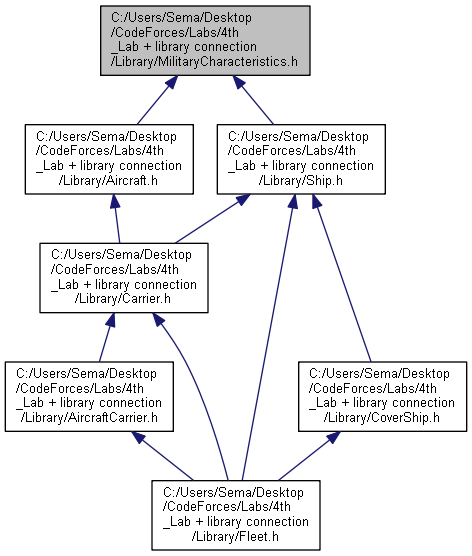 C:/Users/Sema/Desktop
/CodeForces/Labs/4th
_Lab + library connection
/Library/MilitaryCharacteristics.h
C:/Users/Sema/Desktop
/CodeForces/Labs/4th
_Lab + library connection
/Library/Aircraft.h
C:/Users/Sema/Desktop
/CodeForces/Labs/4th
_Lab + library connection
/Library/Ship.h
C:/Users/Sema/Desktop
/CodeForces/Labs/4th
_Lab + library connection
/Library/Carrier.h
C:/Users/Sema/Desktop
/CodeForces/Labs/4th
_Lab + library connection
/Library/AircraftCarrier.h
C:/Users/Sema/Desktop
/CodeForces/Labs/4th
_Lab + library connection
/Library/CoverShip.h
C:/Users/Sema/Desktop
/CodeForces/Labs/4th
_Lab + library connection
/Library/Fleet.h